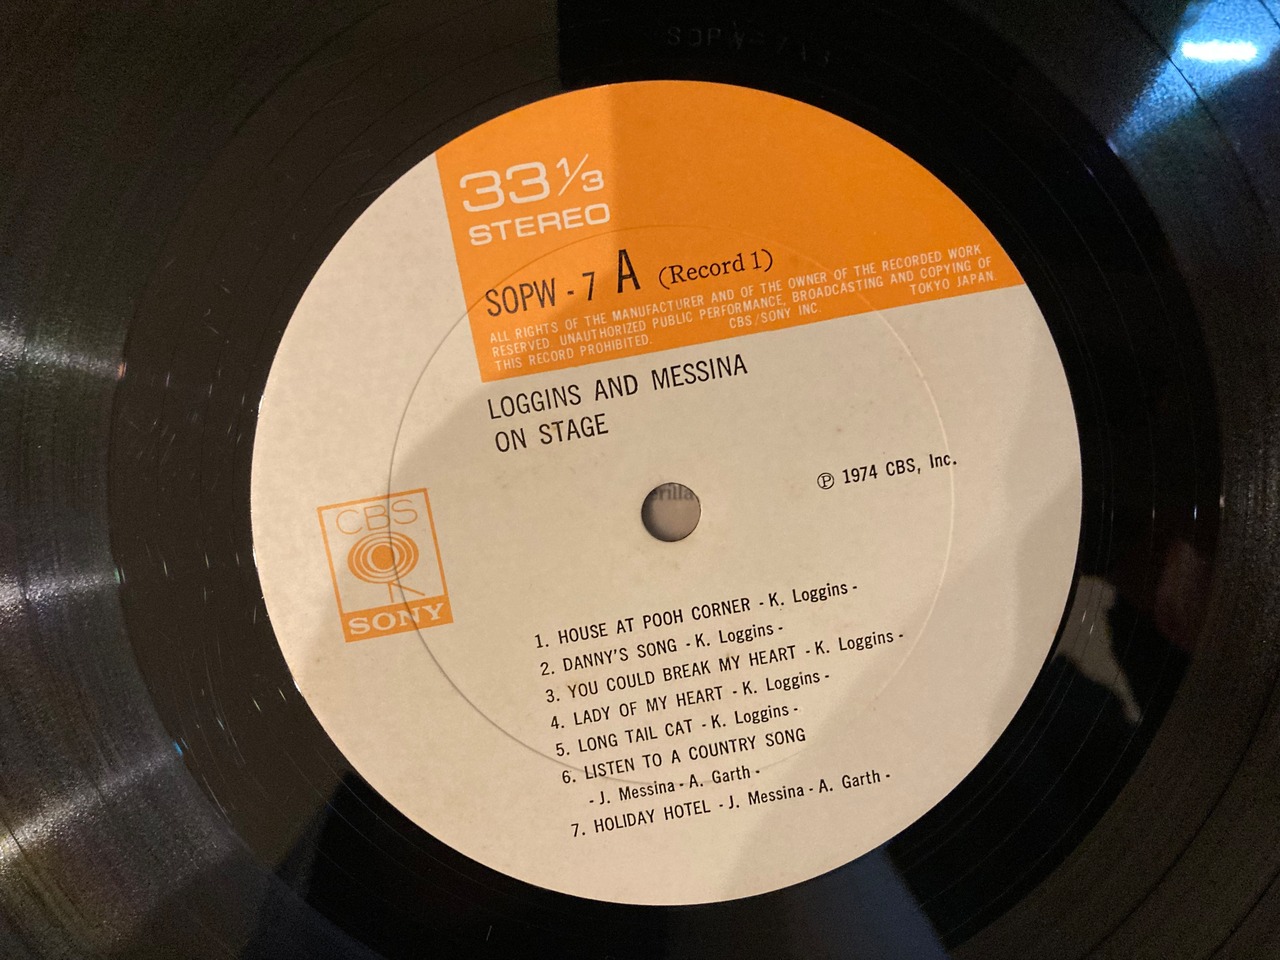 33 1/3
STEREO
SOPW - 7 A (Record 1)
ALL RIGHTS OF THE MANUFACTURER AND OF THE OWNER OF THE RECORDED WORK
RESERVED. UNAUTHORIZED PUBLIC PERFORMANCE, BROADCASTING AND COPYING OF
THIS RECORD PROHIBITED. CBS/SONY INC. TOKYO JAPAN.
LOGGINS AND MESSINA
ON STAGE
℗ 1974 CBS, Inc.
CBS
SONY
1. HOUSE AT POOH CORNER - K. Loggins -
2. DANNY'S SONG - K. Loggins -
3. YOU COULD BREAK MY HEART - K. Loggins -
4. LADY OF MY HEART - K. Loggins -
5. LONG TAIL CAT - K. Loggins -
6. LISTEN TO A COUNTRY SONG
- J. Messina - A. Garth -
7. HOLIDAY HOTEL - J. Messina - A. Garth -